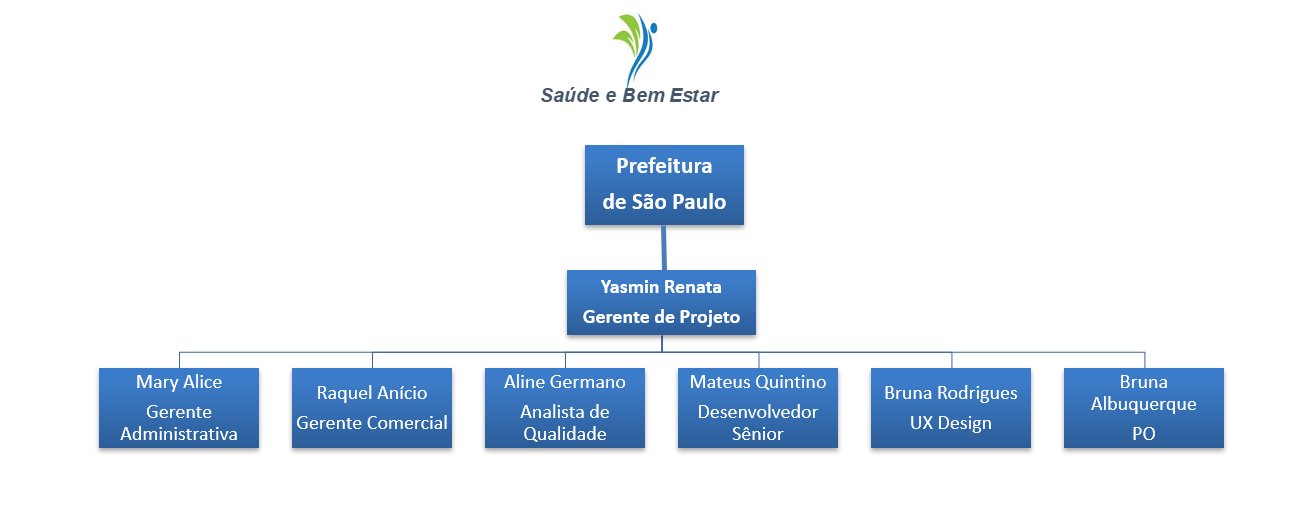 Saúde e Bem Estar
Prefeitura
de São Paulo
Yasmin Renata
Gerente de Projeto
Mary Alice
Gerente
Administrativa
Raquel Anício
Gerente Comercial
Aline Germano
Analista de
Qualidade
Mateus Quintino
Desenvolvedor
Sênior
Bruna Rodrigues
UX Design
Bruna
Albuquerque
PO